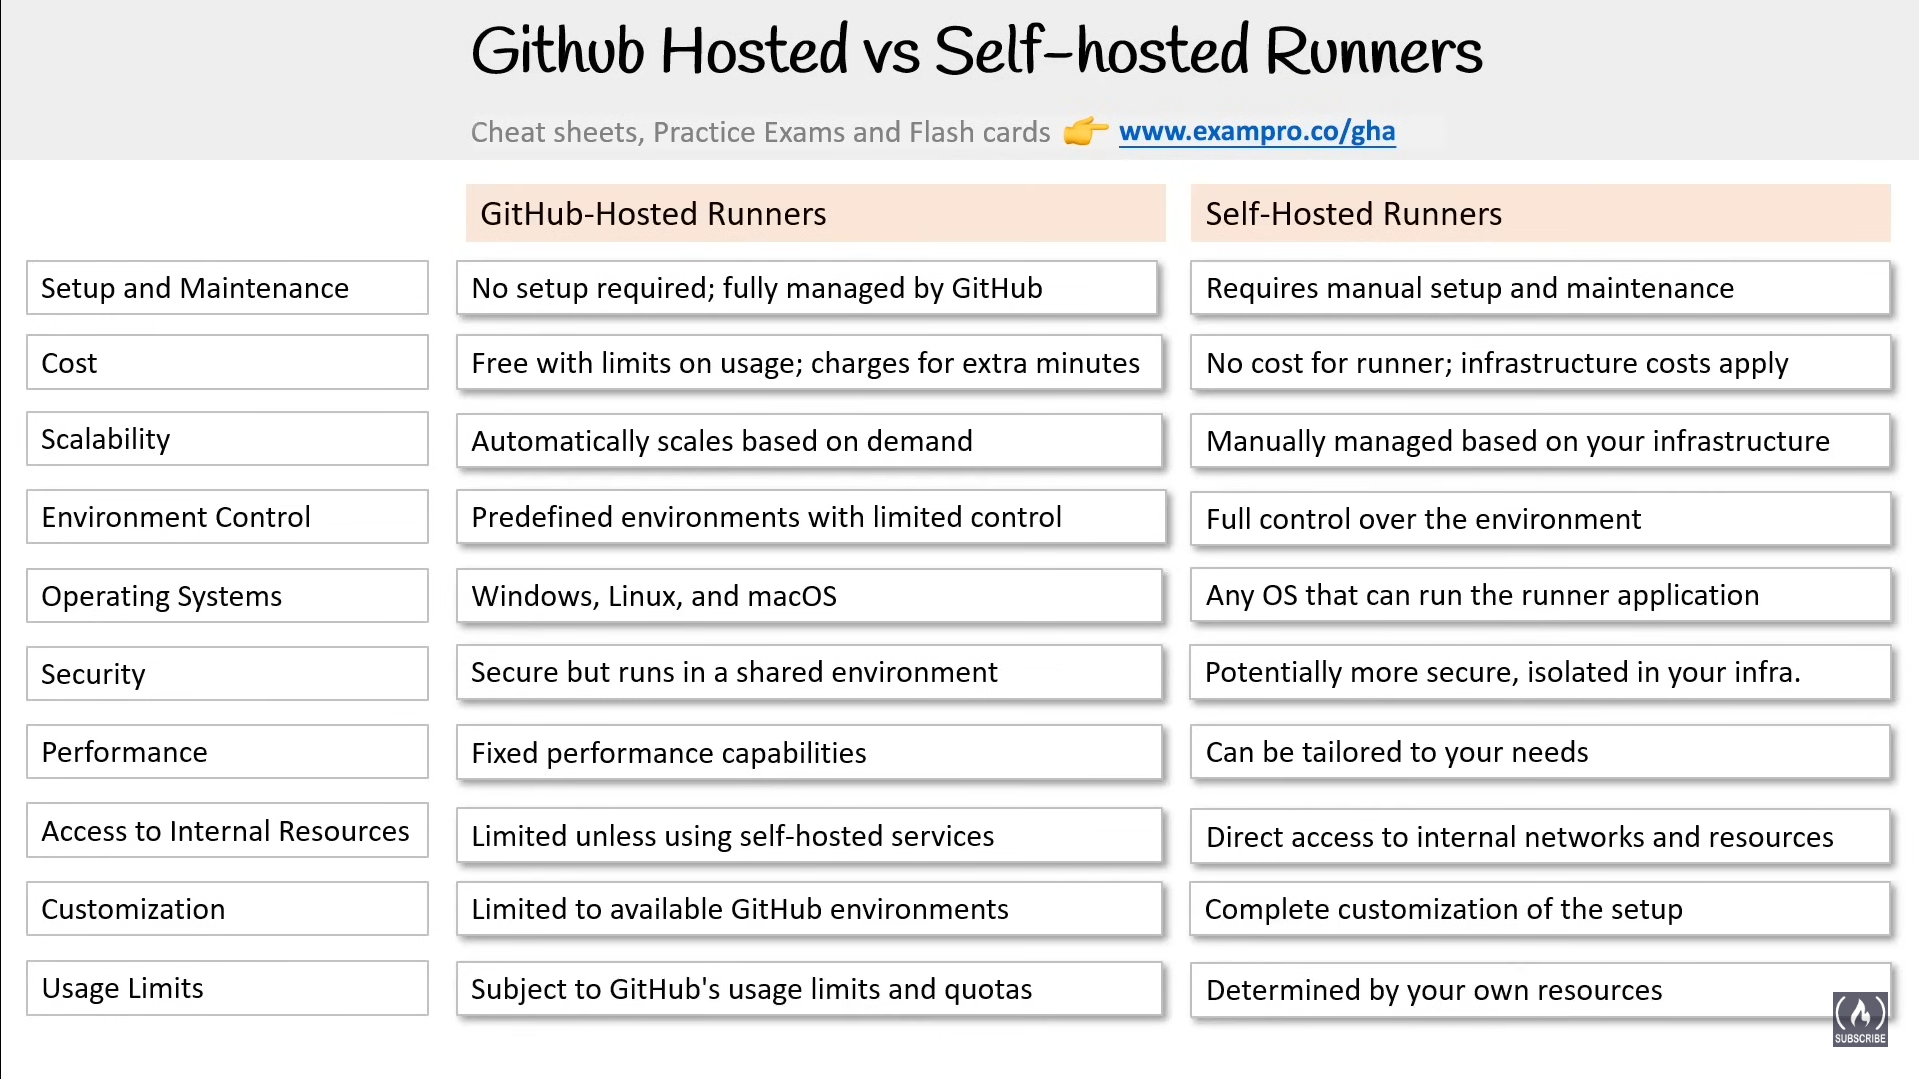 Github Hosted vs Self-hosted Runners
Cheat sheets, Practice Exams and Flash cards 👉 www.exampro.co/gha
GitHub-Hosted Runners
Self-Hosted Runners
Setup and Maintenance
No setup required; fully managed by GitHub
Requires manual setup and maintenance
Cost
Free with limits on usage; charges for extra minutes
No cost for runner; infrastructure costs apply
Scalability
Automatically scales based on demand
Manually managed based on your infrastructure
Environment Control
Predefined environments with limited control
Full control over the environment
Operating Systems
Windows, Linux, and macOS
Any OS that can run the runner application
Security
Secure but runs in a shared environment
Potentially more secure, isolated in your infra.
Performance
Fixed performance capabilities
Can be tailored to your needs
Access to Internal Resources
Limited unless using self-hosted services
Direct access to internal networks and resources
Customization
Limited to available GitHub environments
Complete customization of the setup
Usage Limits
Subject to GitHub's usage limits and quotas
Determined by your own resources
SUBSCRIBE